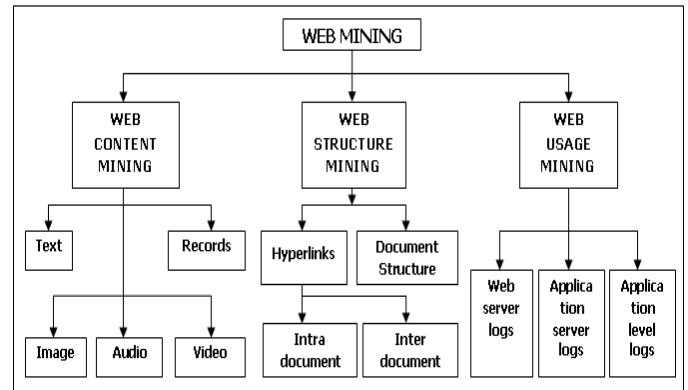 WEB MINING
WEB
CONTENT
MINING
WEB
STRUCTURE
MINING
WEB
USAGE
MINING
Text
Records
Hyperlinks
Document
Structure
Web
server
logs
Applica
tion
server
logs
Applica
tion
level
logs
Image
Audio
Video
Intra
document
Inter
document